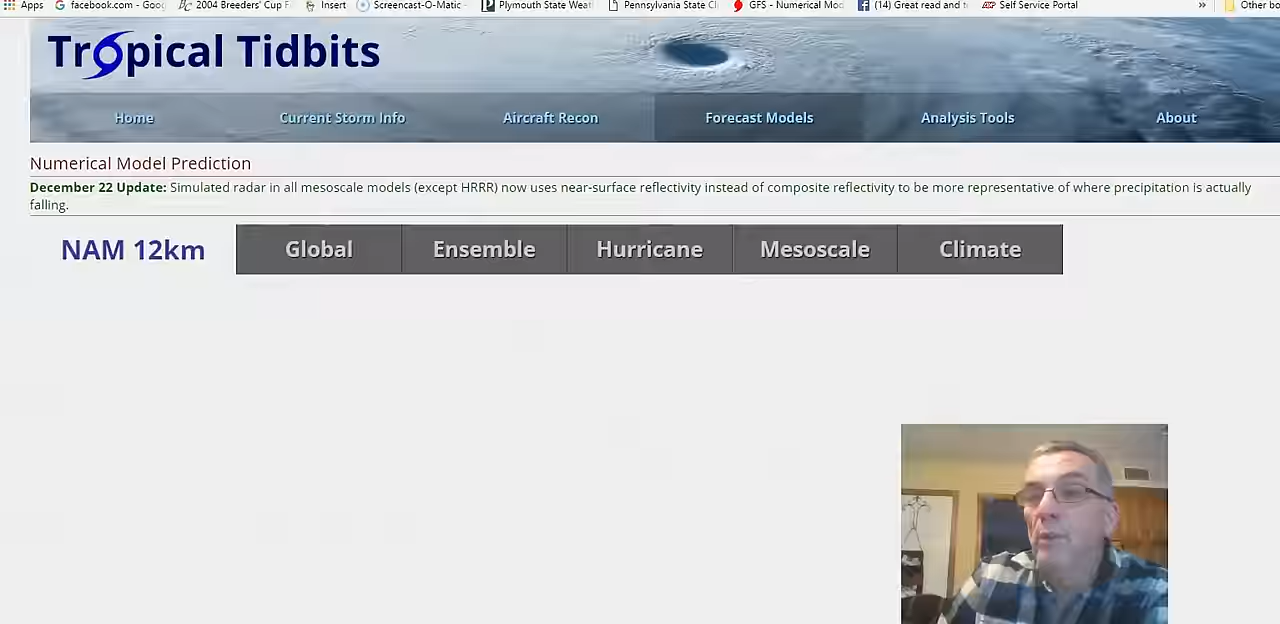 Apps facebook.com - Goo 2004 Breeders' Cup F Insert Screencast-O-Matic - Plymouth State Weat Pennsylvania State Cl GFS - Numerical Mod (14) Great read and t Self Service Portal » Other bo
Tropical Tidbits
Home Current Storm Info Aircraft Recon Forecast Models Analysis Tools About
Numerical Model Prediction
December 22 Update: Simulated radar in all mesoscale models (except HRRR) now uses near-surface reflectivity instead of composite reflectivity to be more representative of where precipitation is actually
falling.
NAM 12km Global Ensemble Hurricane Mesoscale Climate